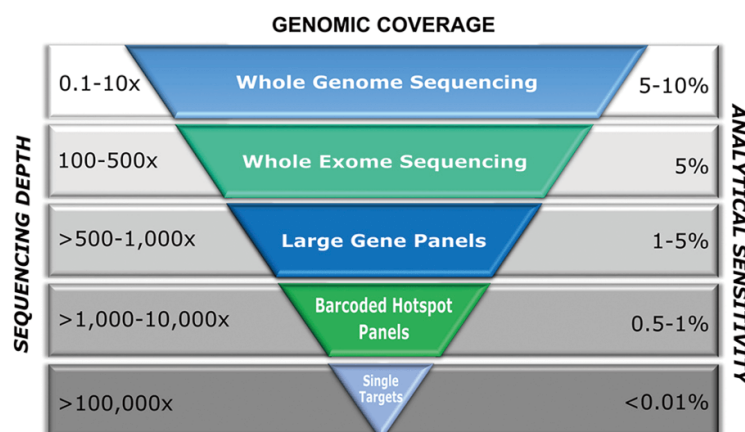 GENOMIC COVERAGE
SEQUENCING DEPTH
ANALYTICAL SENSITIVITY
0.1-10x
Whole Genome Sequencing
5-10%
100-500x
Whole Exome Sequencing
5%
>500-1,000x
Large Gene Panels
1-5%
>1,000-10,000x
Barcoded Hotspot
Panels
0.5-1%
>100,000x
Single
Targets
<0.01%